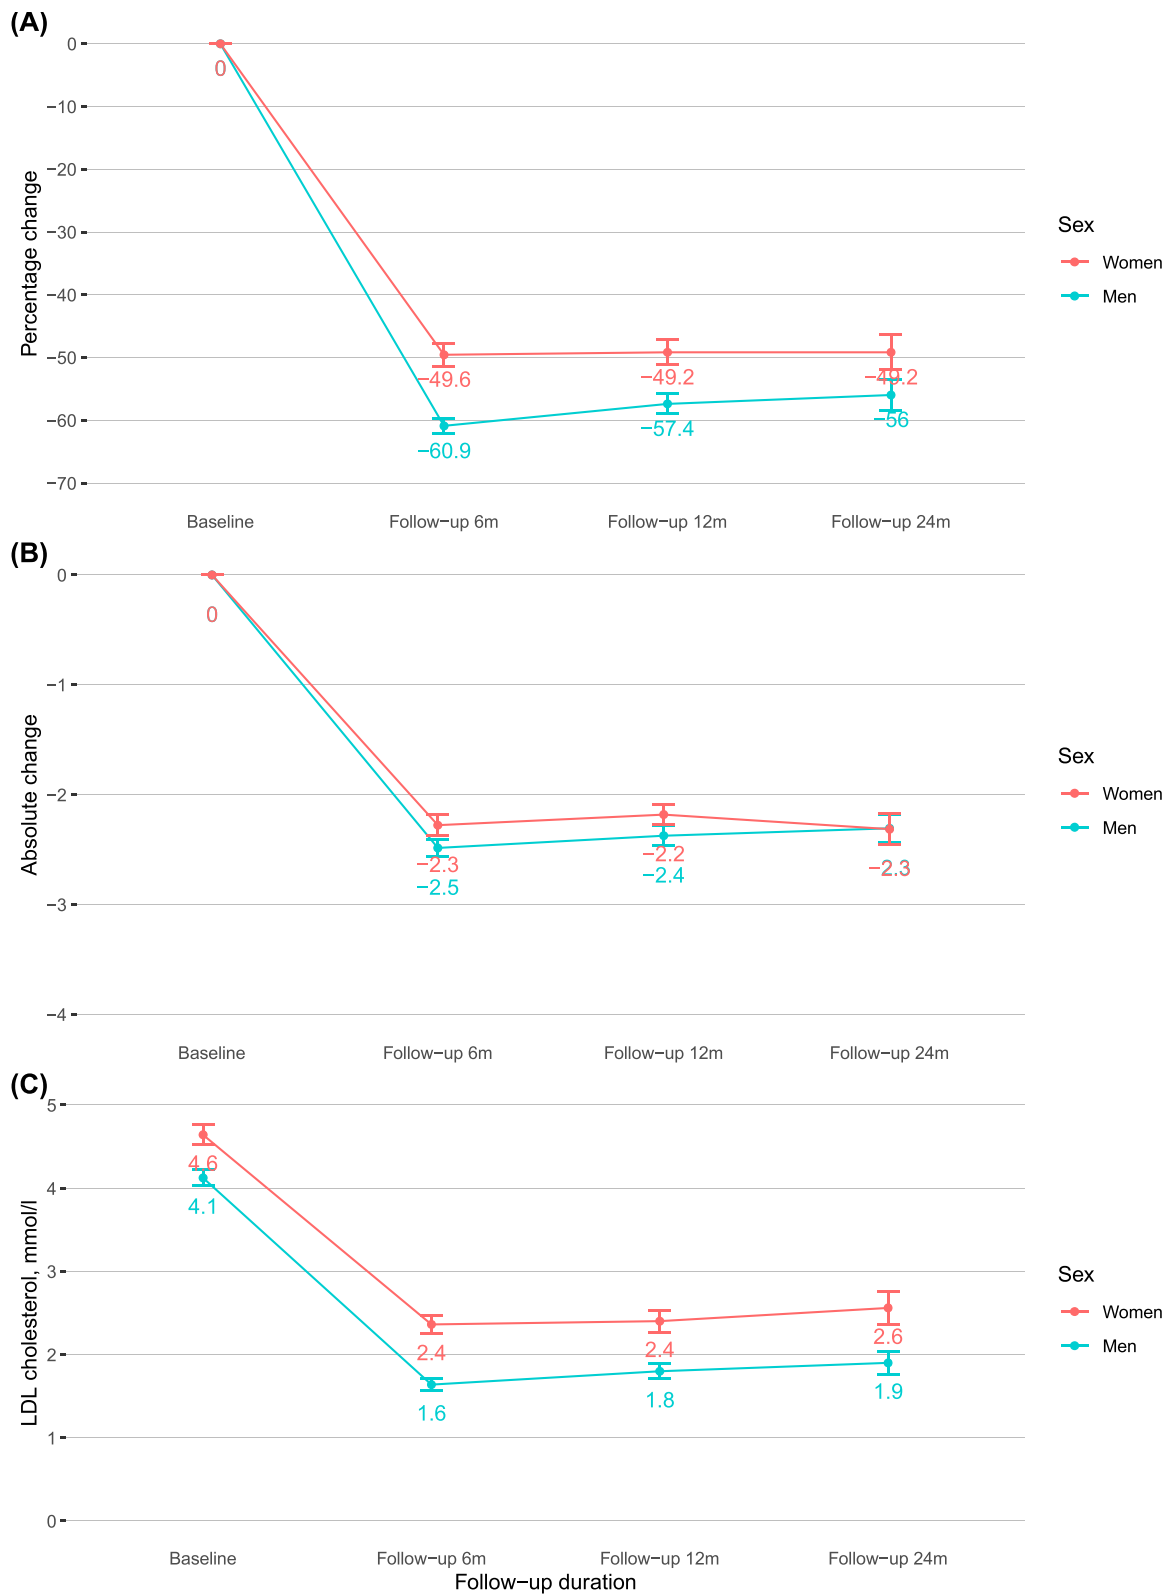 (A)
0
−10
−20
−30
−40
−50
−60
−70
Percentage change
0
−49.6
−49.2
−49.2
−60.9
−57.4
−56
Baseline
Follow−up 6m
Follow−up 12m
Follow−up 24m
Sex
Women
Men
(B)
0
−1
−2
−3
−4
Absolute change
0
−2.3
−2.2
−2.3
−2.5
−2.4
Baseline
Follow−up 6m
Follow−up 12m
Follow−up 24m
Sex
Women
Men
(C)
5
4
3
2
1
0
LDL cholesterol, mmol/l
4.6
4.1
2.4
2.4
2.6
1.6
1.8
1.9
Baseline
Follow−up 6m
Follow−up 12m
Follow−up 24m
Follow−up duration
Sex
Women
Men